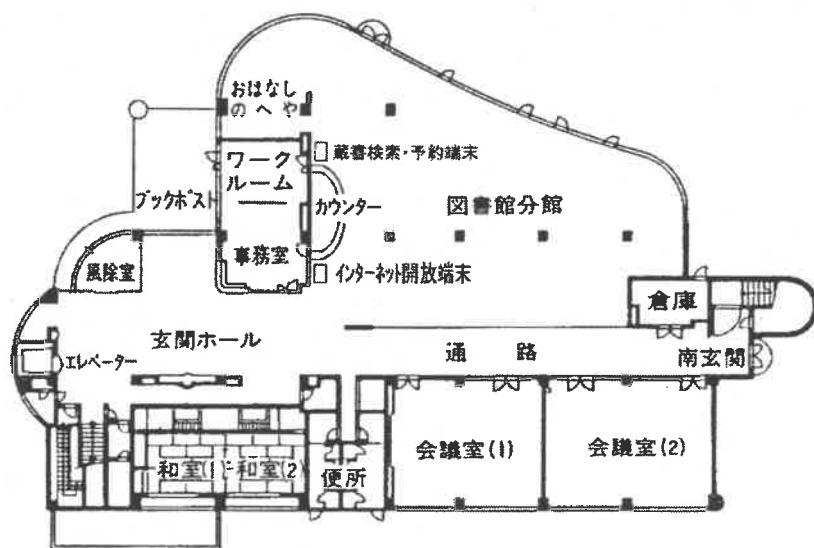 おはなし
のへや
ワーク
ルーム
蔵書検索・予約端末
ブックポスト
カウンター
図書館分館
事務室
風除室
インターネット開放端末
倉庫
玄関ホール
通路
エレベーター
南玄関
和室(1)
和室(2)
便所
会議室(1)
会議室(2)